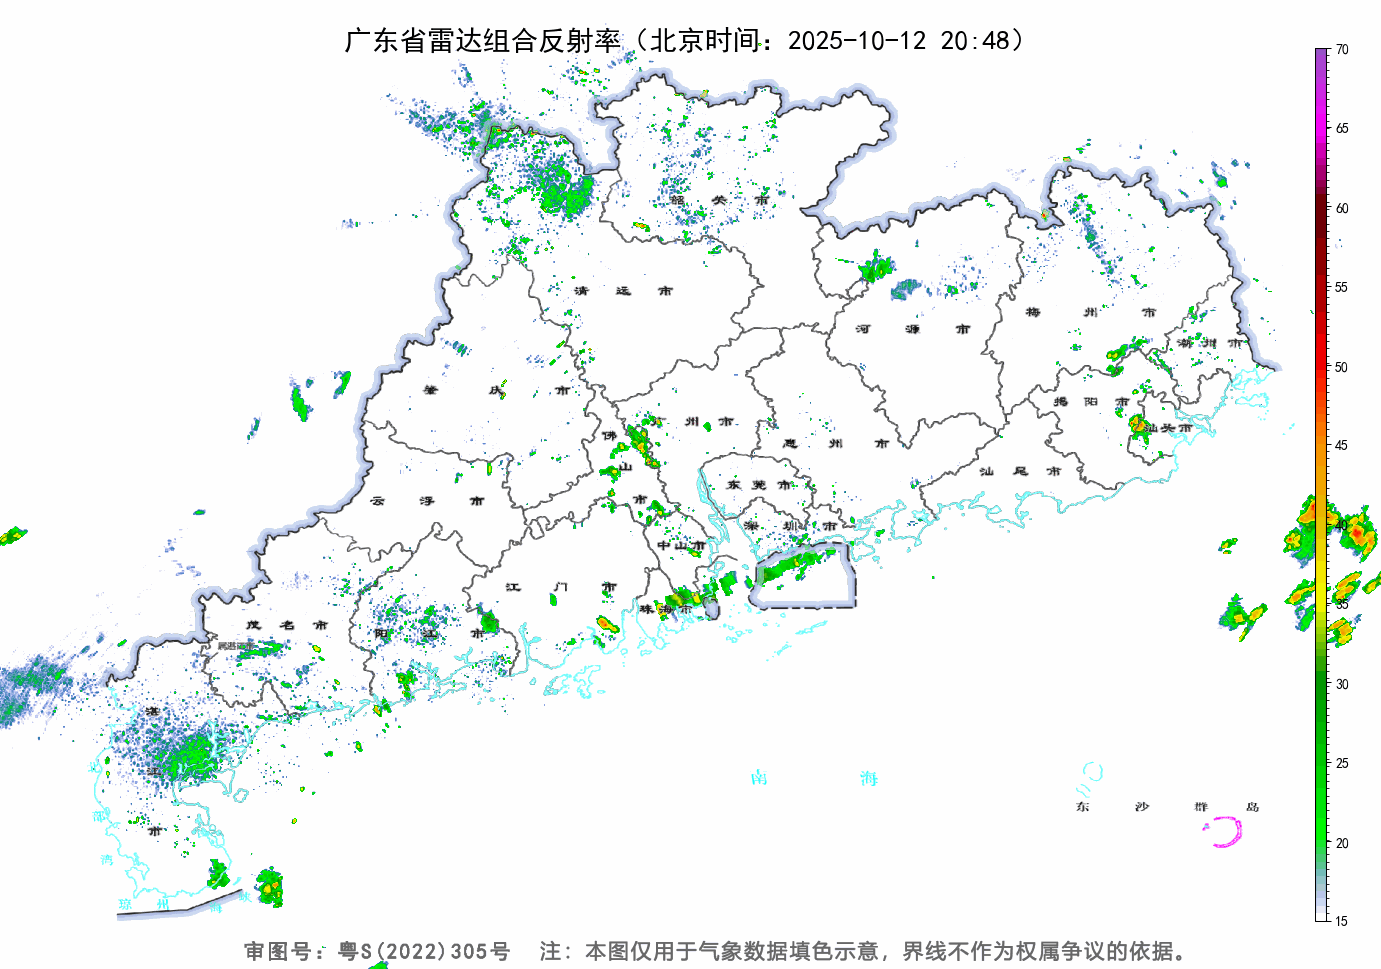 广东省雷达组合反射率（北京时间：2025-10-12 20:48）
70
65
60
55
50
45
40
35
30
25
20
15
韶 关 市
清 远 市
河 源 市
梅 州 市
潮 州 市
肇 庆 市
广 州 市
揭 阳 市
汕头市
佛 山 市
惠 州 市
汕 尾 市
云 浮 市
东 莞 市
深 圳 市
中山市
江 门 市
珠海市
茂 名 市
阳 江 市
湛 江 市
南 海
东 沙 群 岛
湾
琼 州 海 峡
审图号：粤S(2022)305号 注：本图仅用于气象数据填色示意，界线不作为权属争议的依据。